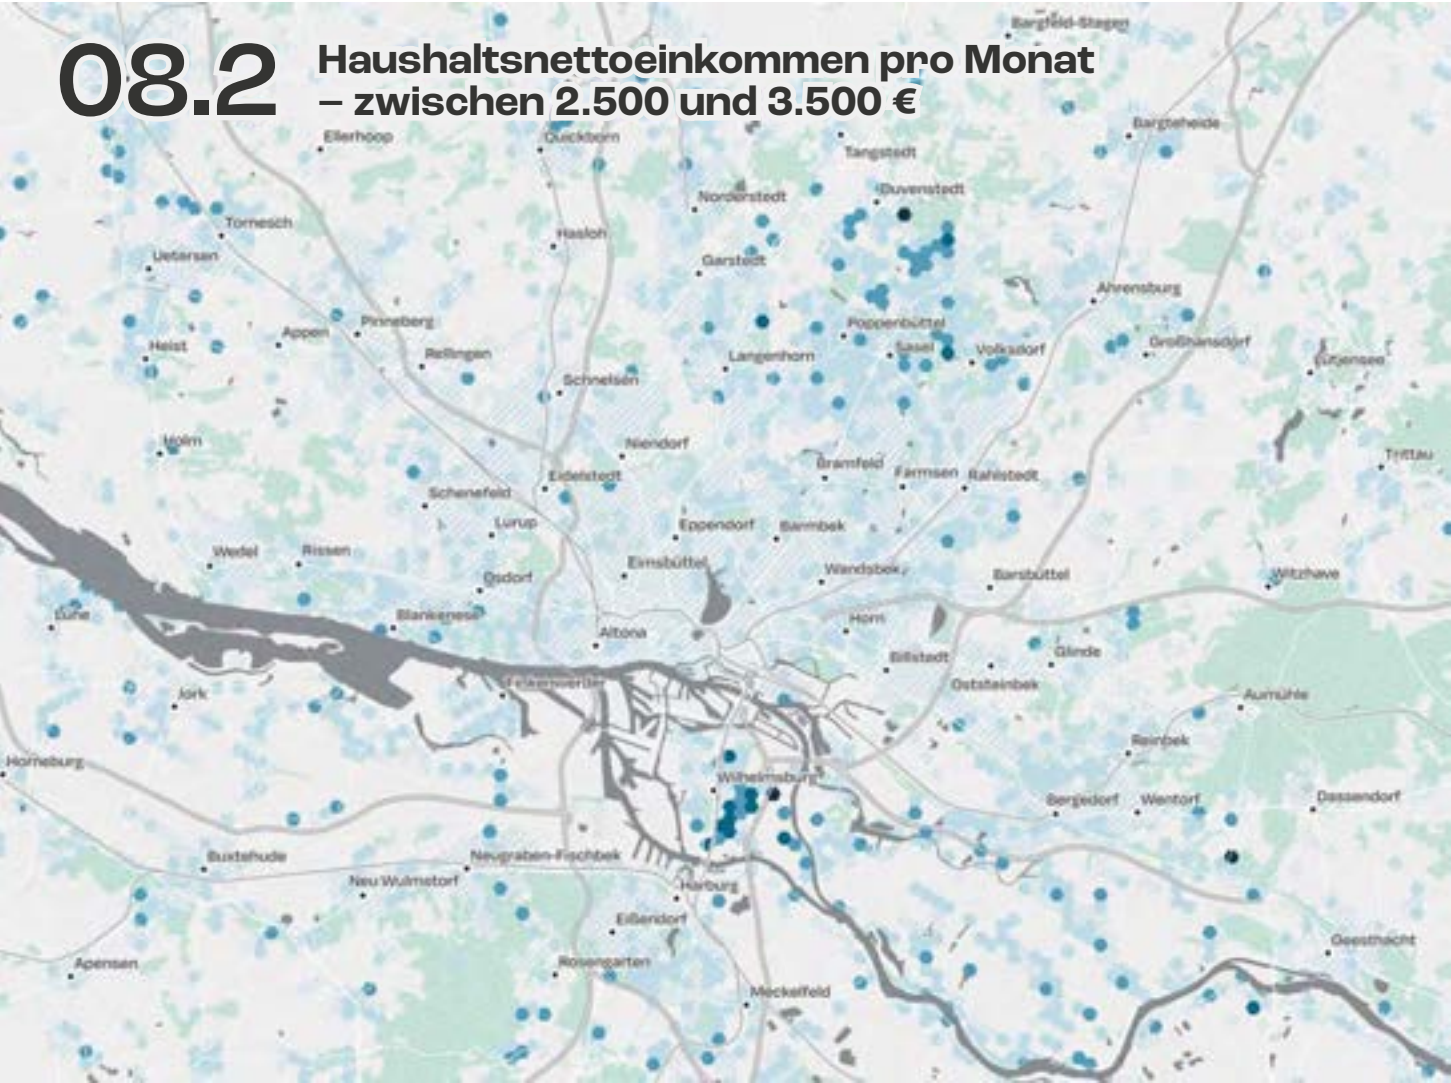 Bargfeld-Stegen
08.2
Haushaltsnettoeinkommen pro Monat
– zwischen 2.500 und 3.500 €
Ellerhoop
Quickborn
Bargteheide
Tangstedt
Norderstedt
Duvenstedt
Tornesch
Hasloh
Uetersen
Garstedt
Ahrensburg
Appen
Pinneberg
Poppenbüttel
Heist
Rellingen
Langenhorn
Sasel
Volksdorf
Großhansdorf
Lütjensee
Schnelsen
Holm
Niendorf
Trittau
Eidelstedt
Bramfeld
Farmsen
Rahlstedt
Schenefeld
Lurup
Eppendorf
Barmbek
Wedel
Rissen
Osdorf
Eimsbüttel
Wandsbek
Barsbüttel
Witzhave
Lühe
Blankenese
Altona
Horn
Billstedt
Glinde
Finkenwerder
Oststeinbek
Jork
Aumühle
Reinbek
Horneburg
Wilhelmsburg
Bergedorf
Wentorf
Dassendorf
Buxtehude
Neugraben-Fischbek
Neu Wulmstorf
Harburg
Eißendorf
Geesthacht
Apensen
Rosengarten
Meckelfeld